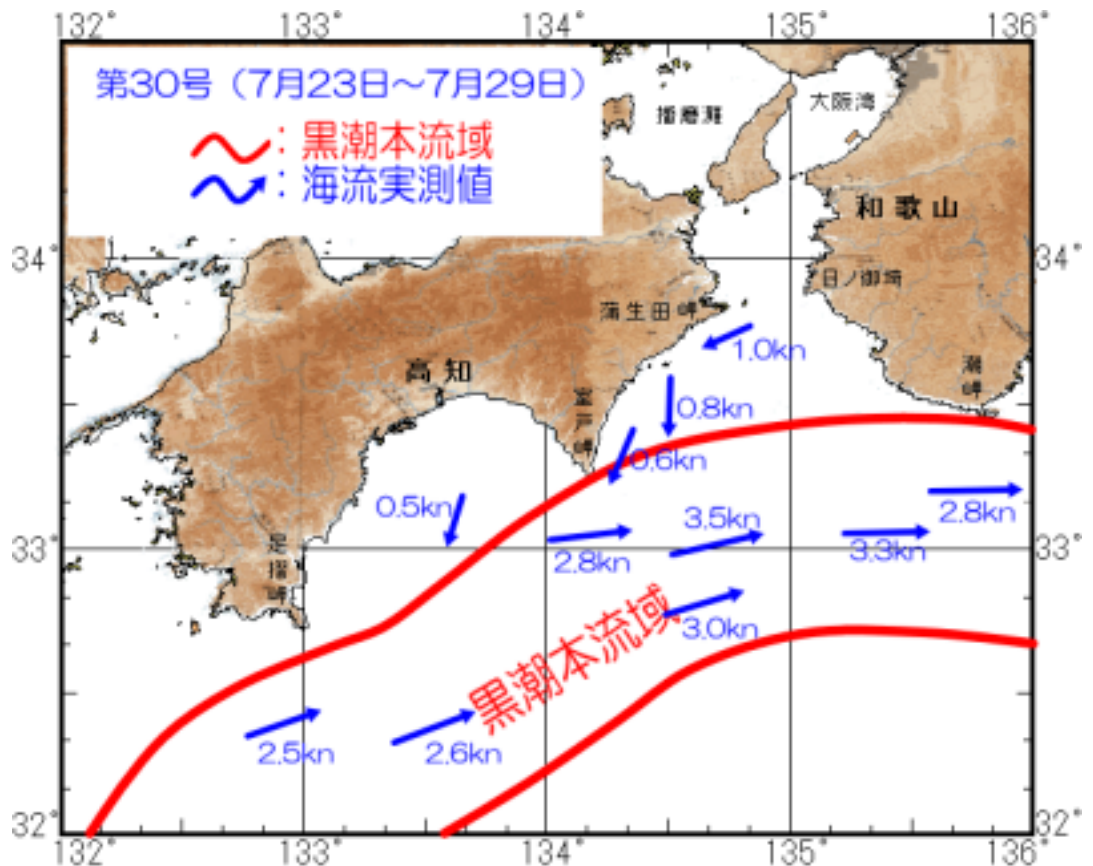 133° 134° 135° 136°
第30号（7月23日～7月29日）
：黒潮本流域
：海流実測値
播磨灘
大阪湾
和歌山
34° 34°
日ノ御埼
蒲生田岬
1.0kn
高知
潮岬
室戸岬
0.8kn
0.6kn
0.5kn
3.5kn
2.8kn
2.8kn
3.3kn
33° 33°
足摺岬
3.0kn
黒潮本流域
2.5kn
2.6kn
32° 32°
132° 133° 134° 135° 136°